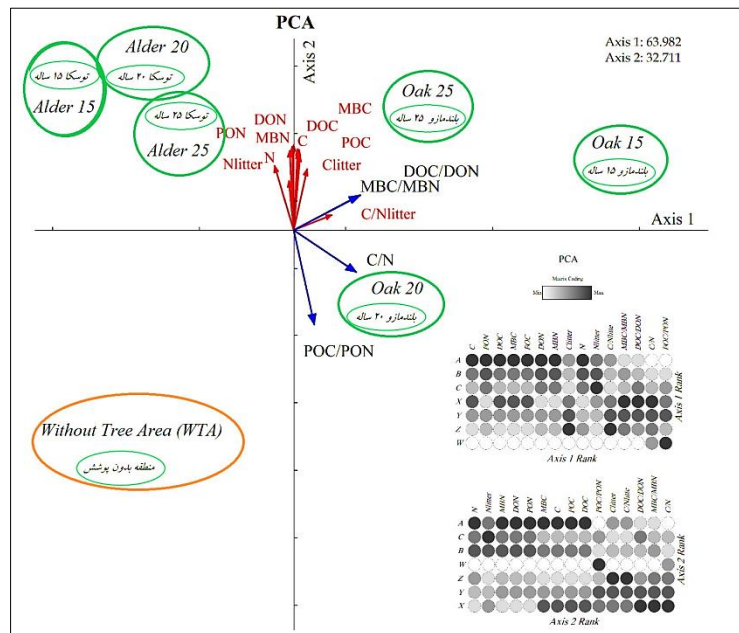 PCA
Axis 1: 63.982
Axis 2: 32.711
Axis 2
Alder 20
توسکا ۲۰ ساله
توسکا ۱۵ ساله
Alder 15
توسکا ۲۵ ساله
Alder 25
Oak 25
بلندمازو ۲۵ ساله
Oak 15
بلندمازو ۱۵ ساله
MBC
DON
DOC
PON
MBN
C
POC
N
Nlitter
Clitter
DOC/DON
MBC/MBN
C/Nlitter
Axis 1
C/N
Oak 20
بلندمازو ۲۰ ساله
POC/PON
Without Tree Area (WTA)
منطقه بدون پوشش
PCA
Matrix Coding
Min
Max
C PON DOC MBC POC DON MBN Clitter N Nlitter C/Nlitter MBC/MBN DOC/DON C/N POC/PON
A
B
C
X
Y
Z
W
Axis 1 Rank
Axis 1 Rank
N Nlitter MBN DON PON MBC C POC DOC POC/PON Clitter C/Nlitte DOC/DON MBC/MBN C/N
A
C
B
W
Z
Y
X
Axis 2 Rank
Axis 2 Rank